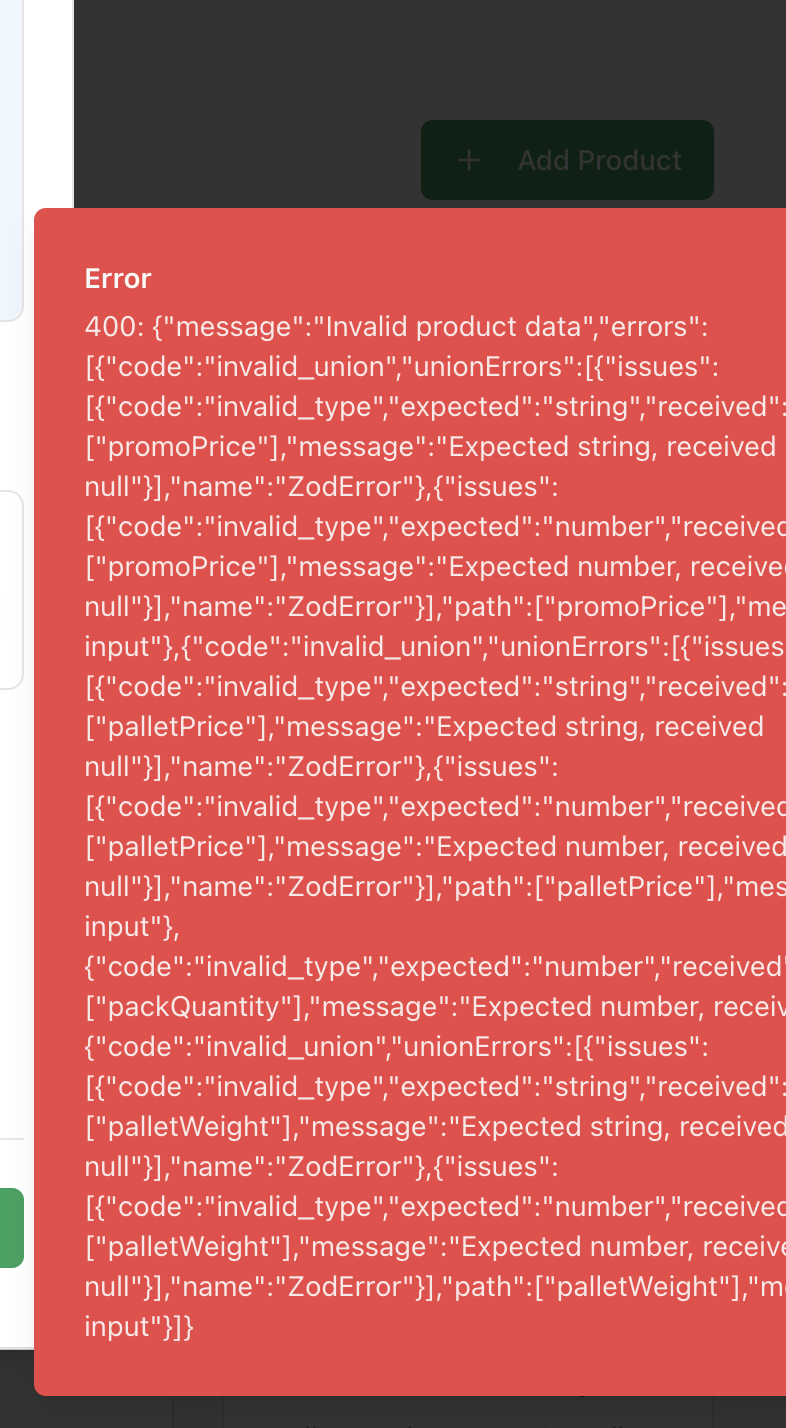 + Add Product
Error
400: {"message":"Invalid product data","errors":
[{"code":"invalid_union","unionErrors":[{"issues":
[{"code":"invalid_type","expected":"string","received":
["promoPrice"],"message":"Expected string, received
null"}],"name":"ZodError"},{"issues":
[{"code":"invalid_type","expected":"number","received
["promoPrice"],"message":"Expected number, receive
null"}],"name":"ZodError"}],"path":["promoPrice"],"me
input"},{"code":"invalid_union","unionErrors":[{"issues
[{"code":"invalid_type","expected":"string","received":
["palletPrice"],"message":"Expected string, received
null"}],"name":"ZodError"},{"issues":
[{"code":"invalid_type","expected":"number","received
["palletPrice"],"message":"Expected number, received
null"}],"name":"ZodError"}],"path":["palletPrice"],"mes
input"},
{"code":"invalid_type","expected":"number","received"
["packQuantity"],"message":"Expected number, receiv
{"code":"invalid_union","unionErrors":[{"issues":
[{"code":"invalid_type","expected":"string","received":
["palletWeight"],"message":"Expected string, received
null"}],"name":"ZodError"},{"issues":
[{"code":"invalid_type","expected":"number","received
["palletWeight"],"message":"Expected number, receive
null"}],"name":"ZodError"}],"path":["palletWeight"],"m
input"}]}